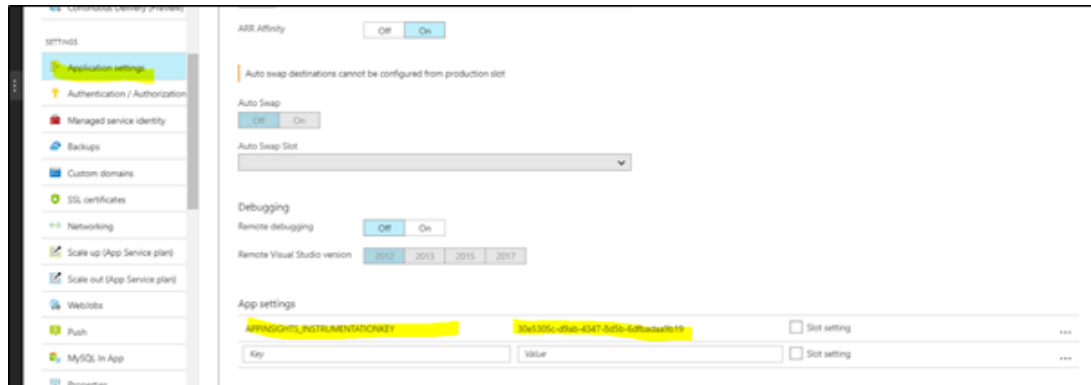 Continuous Delivery (Preview)
SETTINGS
Application settings
Authentication / Authorization
Managed service identity
Backups
Custom domains
SSL certificates
Networking
Scale up (App Service plan)
Scale out (App Service plan)
WebJobs
Push
MySQL In App
Properties
ARR Affinity
Off On
Auto swap destinations cannot be configured from production slot
Auto Swap
Off On
Auto Swap Slot
Debugging
Remote debugging
Off On
Remote Visual Studio version
2012 2013 2015 2017
App settings
APPINSIGHTS_INSTRUMENTATIONKEY 30e5305c-d9ab-4347-8d5b-6dfbadaa9b19 Slot setting ...
Key Value Slot setting ...